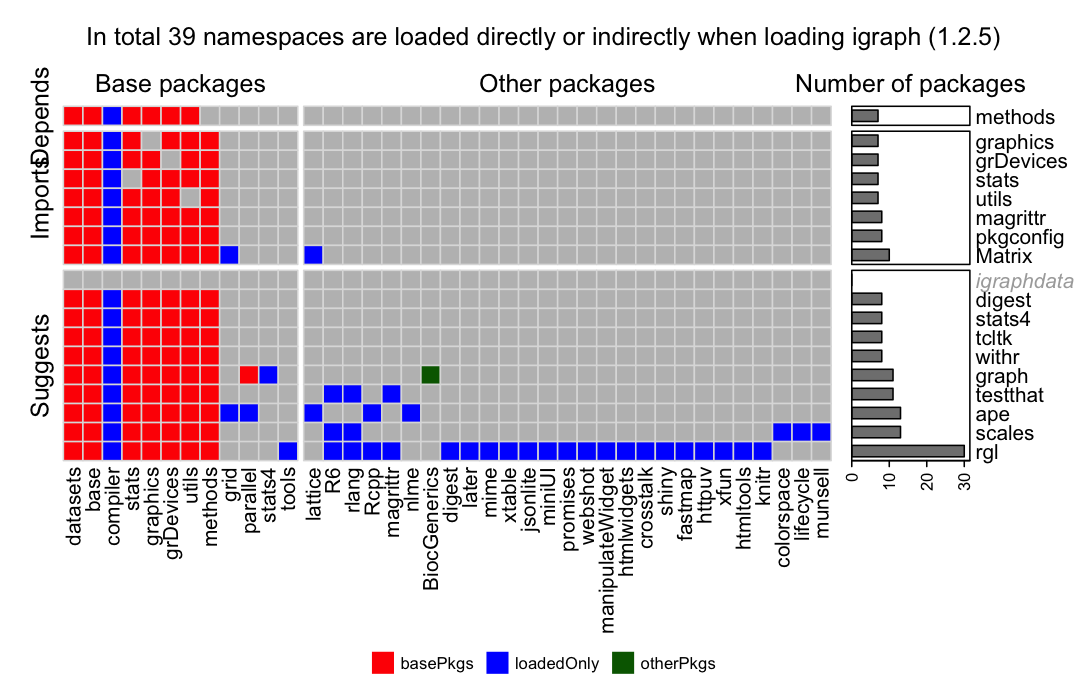 In total 39 namespaces are loaded directly or indirectly when loading igraph (1.2.5)
Base packages
Other packages
Number of packages
Depends
Imports
Suggests
methods
graphics
grDevices
stats
utils
magrittr
pkgconfig
Matrix
igraphdata
digest
stats4
tcltk
withr
graph
testthat
ape
scales
rgl
0
10
20
30
datasets
base
compiler
stats
graphics
grDevices
utils
methods
grid
parallel
stats4
tools
lattice
R6
rlang
Rcpp
magrittr
nlme
BiocGenerics
digest
later
mime
xtable
jsonlite
miniUI
promises
webshot
manipulateWidget
htmlwidgets
crosstalk
shiny
fastmap
httpuv
xfun
htmltools
knitr
colorspace
lifecycle
munsell
basePkgs
loadedOnly
otherPkgs